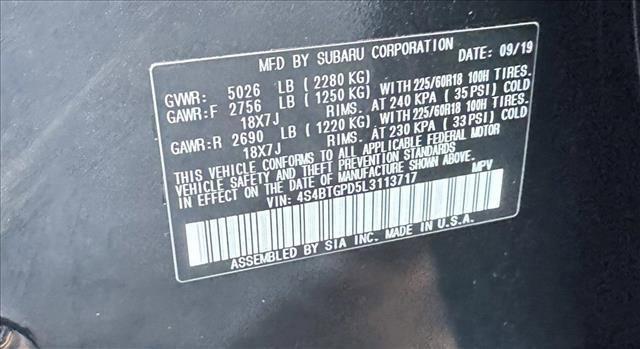 MFD BY SUBARU CORPORATION DATE: 09/19
GVWR: 5026 LB ( 2280 KG)
GAWR:F 2756 LB ( 1250 KG) WITH 225/60R18 100H TIRES.
18X7J RIMS. AT 240 KPA ( 35 PSI) COLD
GAWR:R 2690 LB ( 1220 KG) WITH 225/60R18 100H TIRES.
18X7J RIMS. AT 230 KPA ( 33 PSI) COLD
THIS VEHICLE CONFORMS TO ALL APPLICABLE FEDERAL MOTOR
VEHICLE SAFETY AND THEFT PREVENTION STANDARDS
IN EFFECT ON THE DATE OF MANUFACTURE SHOWN ABOVE.
VIN: 4S4BTGPD5L3113717 MPV
ASSEMBLED BY SIA INC. MADE IN U.S.A.